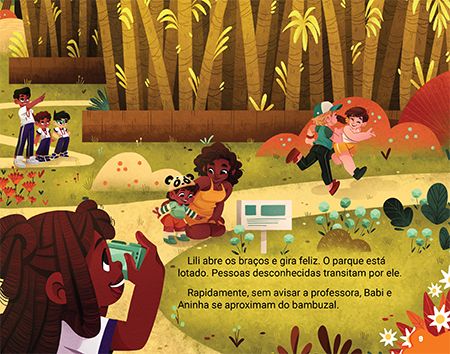 Lili abre os braços e gira feliz. O parque está
lotado. Pessoas desconhecidas transitam por ele.
Rapidamente, sem avisar a professora, Babi e
Aninha se aproximam do bambuzal.